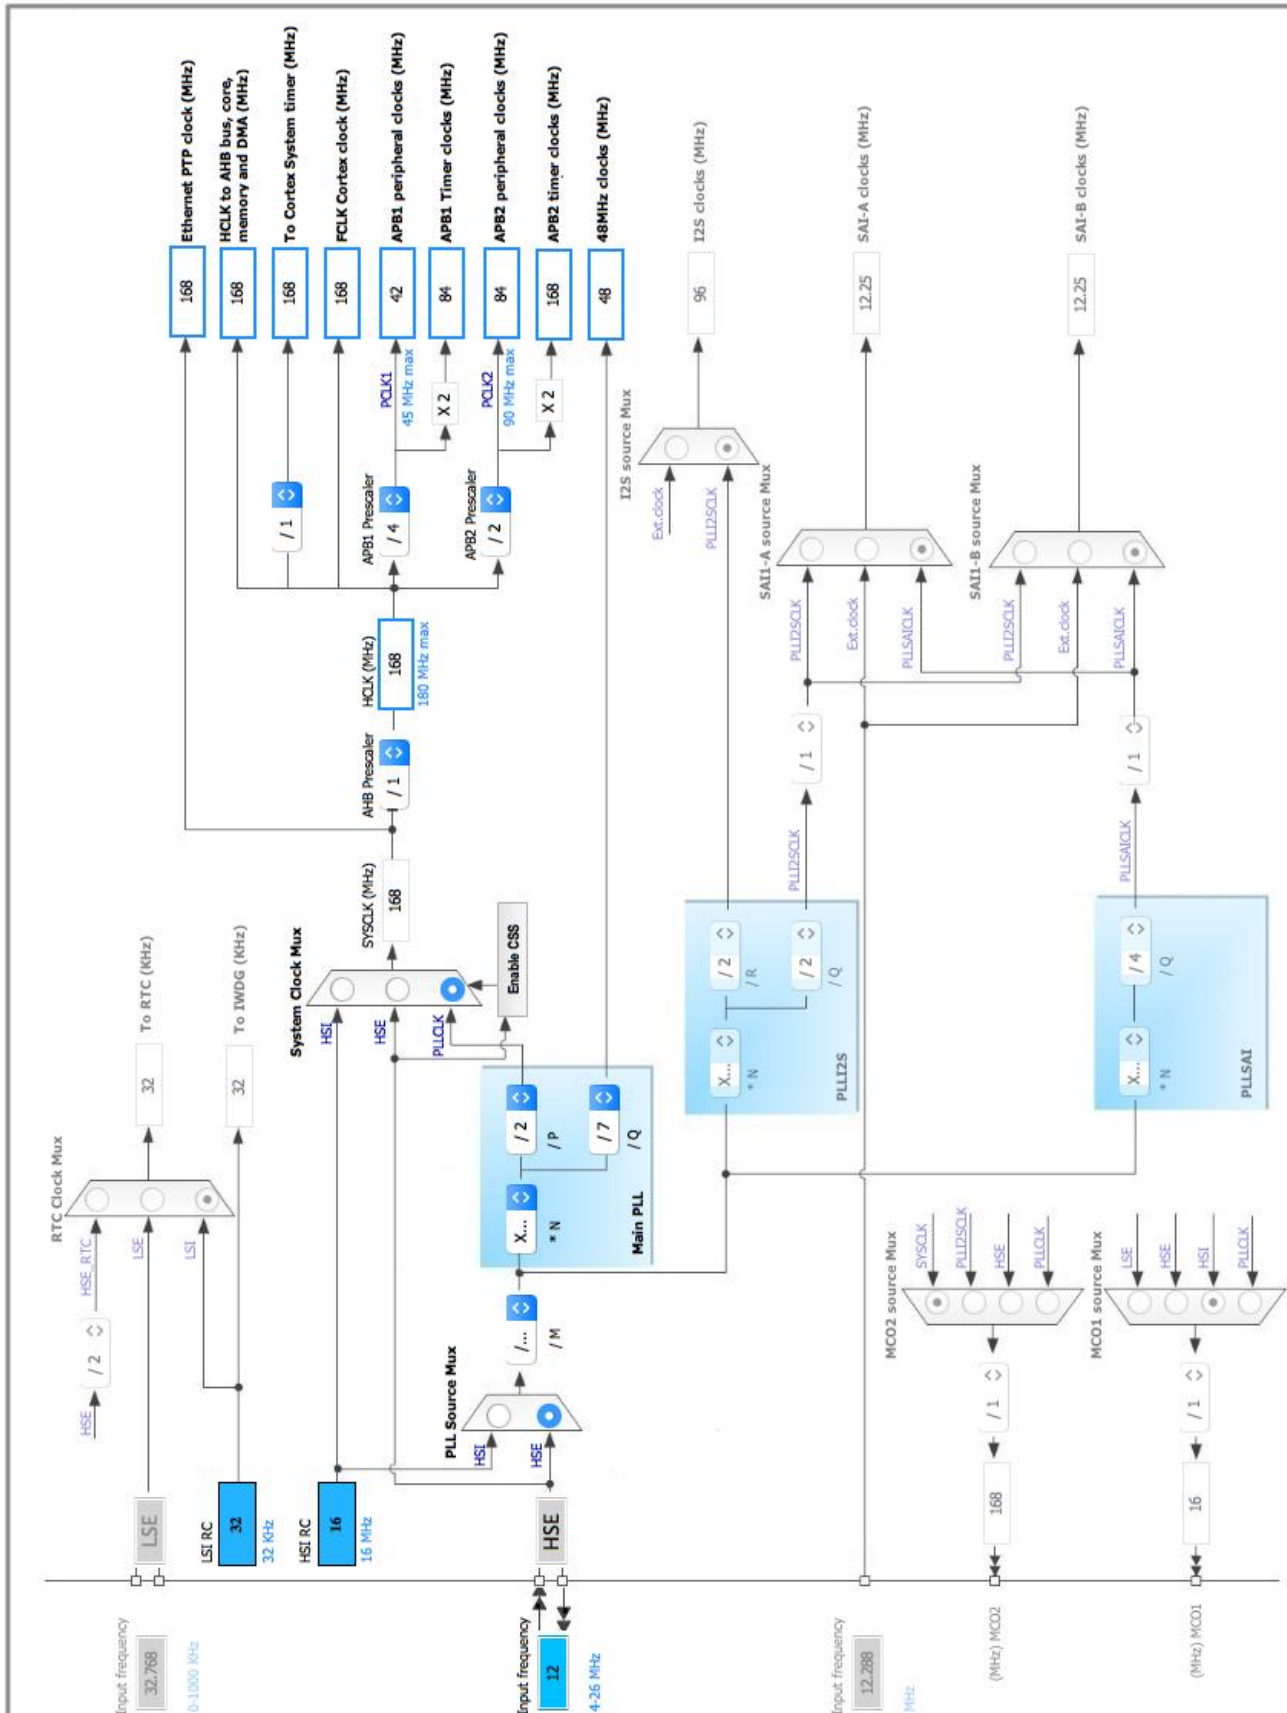 Input frequency
32.768
0-1000 KHz
LSE
HSE
/ 2
HSE_RTC
LSE
LSI
RTC Clock Mux
32
To RTC (KHz)
LSI RC
32
32 KHz
32
To IWDG (KHz)
HSI RC
16
16 MHz
Input frequency
12
4-26 MHz
HSE
PLL Source Mux
HSI
HSE
/...
/ M
X...
* N
/ 2
/ P
/ 7
/ Q
Main PLL
System Clock Mux
HSI
HSE
PLLCLK
Enable CSS
SYSCLK (MHz)
168
AHB Prescaler
/ 1
HCLK (MHz)
168
180 MHz max
/ 1
APB1 Prescaler
/ 4
PCLK1
45 MHz max
X 2
APB2 Prescaler
/ 2
PCLK2
90 MHz max
X 2
168
Ethernet PTP clock (MHz)
168
HCLK to AHB bus, core,
memory and DMA (MHz)
168
To Cortex System timer (MHz)
168
FCLK Cortex clock (MHz)
42
APB1 peripheral clocks (MHz)
84
APB1 Timer clocks (MHz)
84
APB2 peripheral clocks (MHz)
168
APB2 timer clocks (MHz)
48
48MHz clocks (MHz)
X...
* N
/ 2
/ R
/ 2
/ Q
PLLI2S
PLLI2SCLK
/ 1
I2S source Mux
Ext.clock
PLLI2SCLK
96
I2S clocks (MHz)
SAI1-A source Mux
PLLI2SCLK
Ext.clock
PLLSAICLK
12.25
SAI-A clocks (MHz)
SAI1-B source Mux
PLLI2SCLK
Ext.clock
PLLSAICLK
12.25
SAI-B clocks (MHz)
X...
* N
/ 4
/ Q
PLLSAI
PLLSAICLK
/ 1
Input frequency
12.288
MHz
MCO2 source Mux
SYSCLK
PLLI2SCLK
HSE
PLLCLK
/ 1
168
(MHz) MCO2
MCO1 source Mux
LSE
HSE
HSI
PLLCLK
/ 1
16
(MHz) MCO1